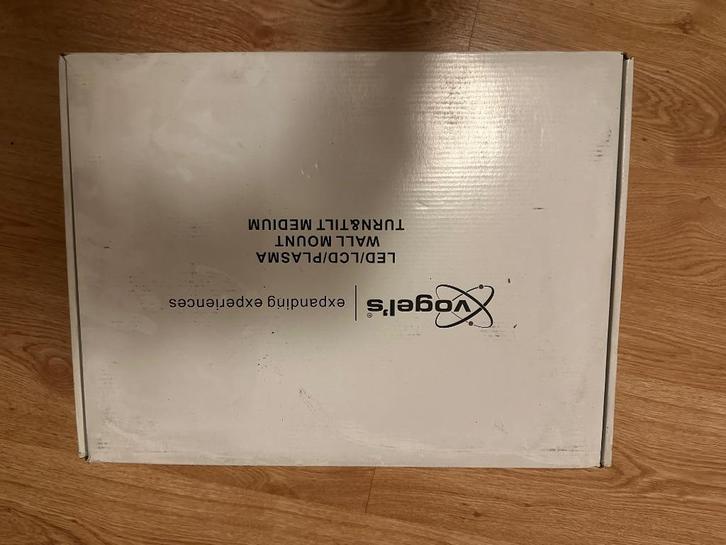 vogel's® | expanding experiences
LED/LCD/PLASMA
WALL MOUNT
TURN&TILT MEDIUM